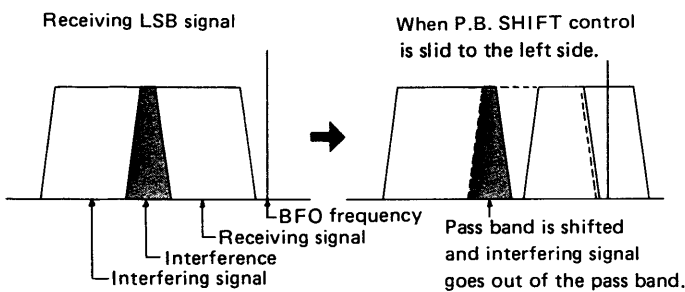 Receiving LSB signal
When P.B. SHIFT control
is slid to the left side.
BFO frequency
Receiving signal
Interference
Interfering signal
Pass band is shifted
and interfering signal
goes out of the pass band.